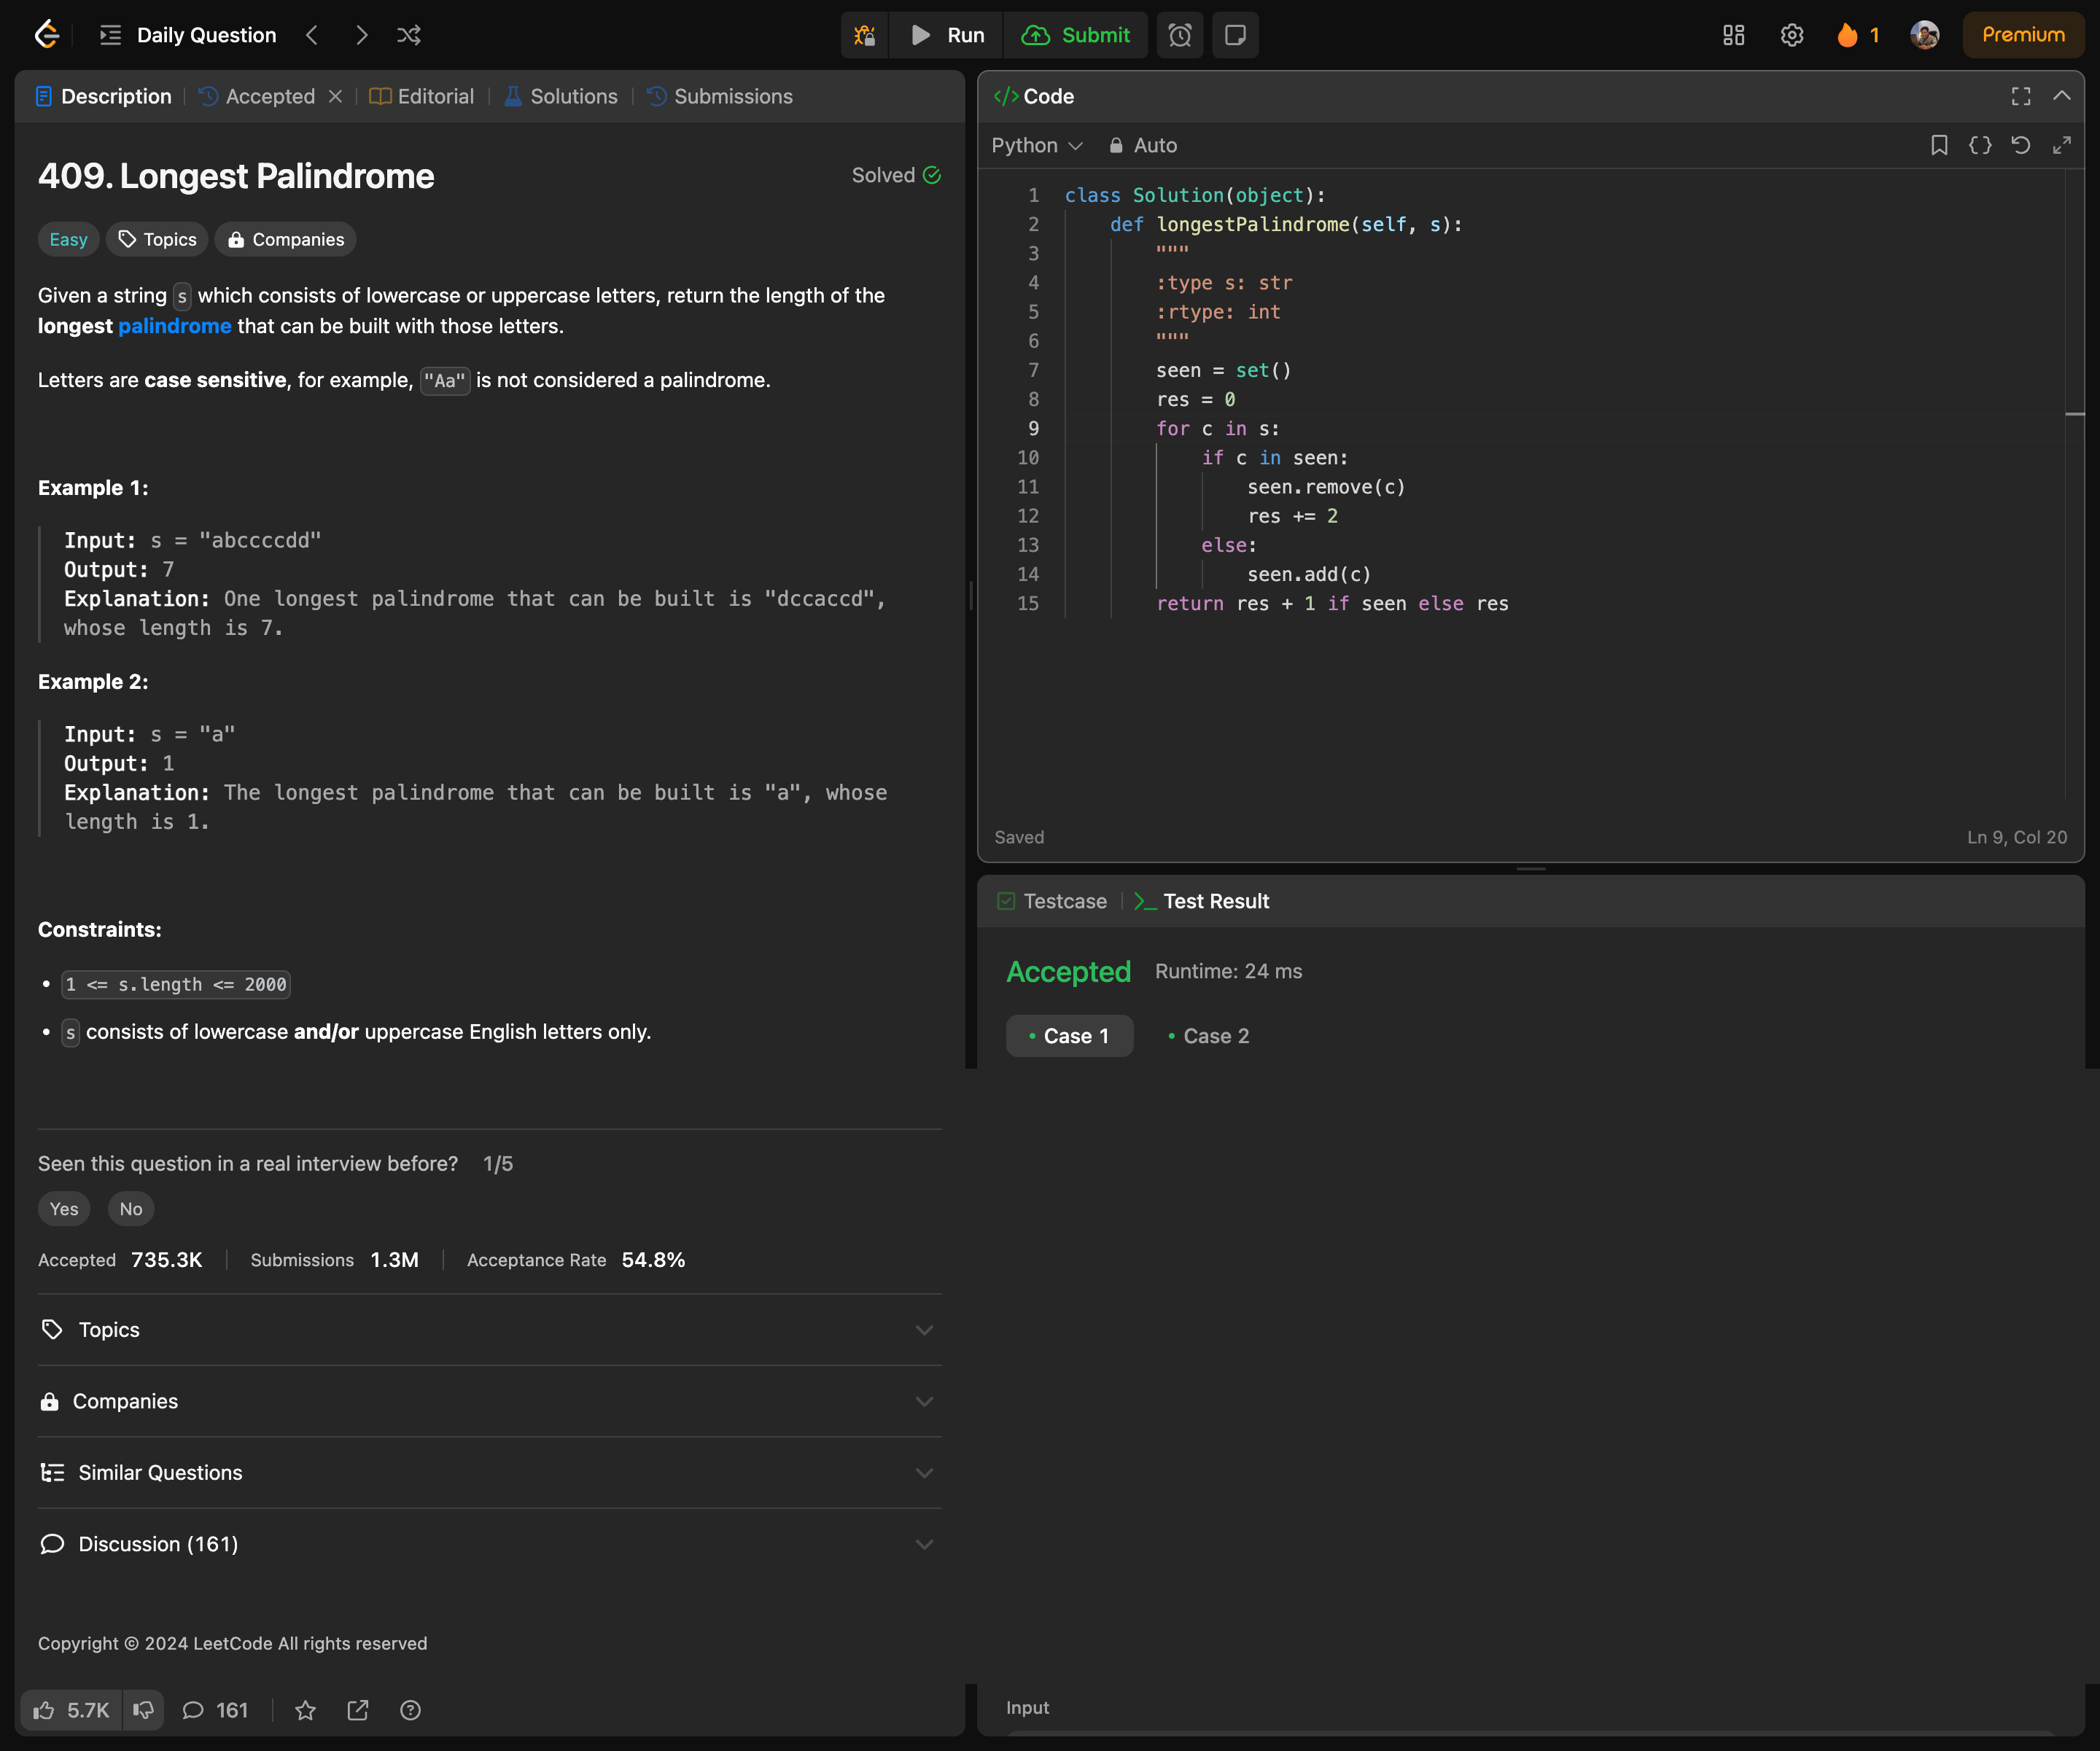 Daily Question
Run
Submit
1
Premium
Description
Accepted
Editorial
Solutions
Submissions
409. Longest Palindrome
Solved
Easy
Topics
Companies
Given a string s which consists of lowercase or uppercase letters, return the length of the
longest palindrome that can be built with those letters.
Letters are case sensitive, for example, "Aa" is not considered a palindrome.
Example 1:
Input: s = "abccccdd"
Output: 7
Explanation: One longest palindrome that can be built is "dccaccd",
whose length is 7.
Example 2:
Input: s = "a"
Output: 1
Explanation: The longest palindrome that can be built is "a", whose
length is 1.
Constraints:
• 1 <= s.length <= 2000
• s consists of lowercase and/or uppercase English letters only.
Seen this question in a real interview before? 1/5
Yes
No
Accepted 735.3K
Submissions 1.3M
Acceptance Rate 54.8%
Topics
Companies
Similar Questions
Discussion (161)
Copyright © 2024 LeetCode All rights reserved
5.7K
161
</> Code
Python
Auto
1 class Solution(object):
2     def longestPalindrome(self, s):
3         """
4         :type s: str
5         :rtype: int
6         """
7         seen = set()
8         res = 0
9         for c in s:
10             if c in seen:
11                 seen.remove(c)
12                 res += 2
13             else:
14                 seen.add(c)
15         return res + 1 if seen else res
Saved
Ln 9, Col 20
Testcase
>_ Test Result
Accepted
Runtime: 24 ms
• Case 1
• Case 2
Input